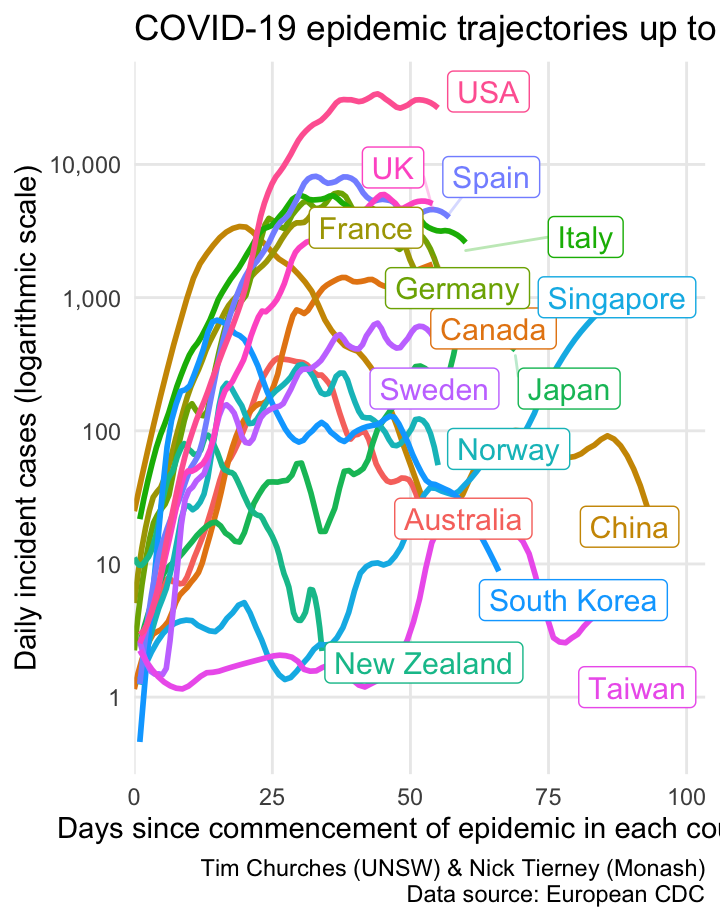 COVID-19 epidemic trajectories up to
Daily incident cases (logarithmic scale)
10,000
1,000
100
10
1
USA
UK
Spain
France
Italy
Germany
Singapore
Canada
Sweden
Japan
Norway
Australia
China
South Korea
New Zealand
Taiwan
0 25 50 75 100
Days since commencement of epidemic in each cou
Tim Churches (UNSW) & Nick Tierney (Monash)
Data source: European CDC